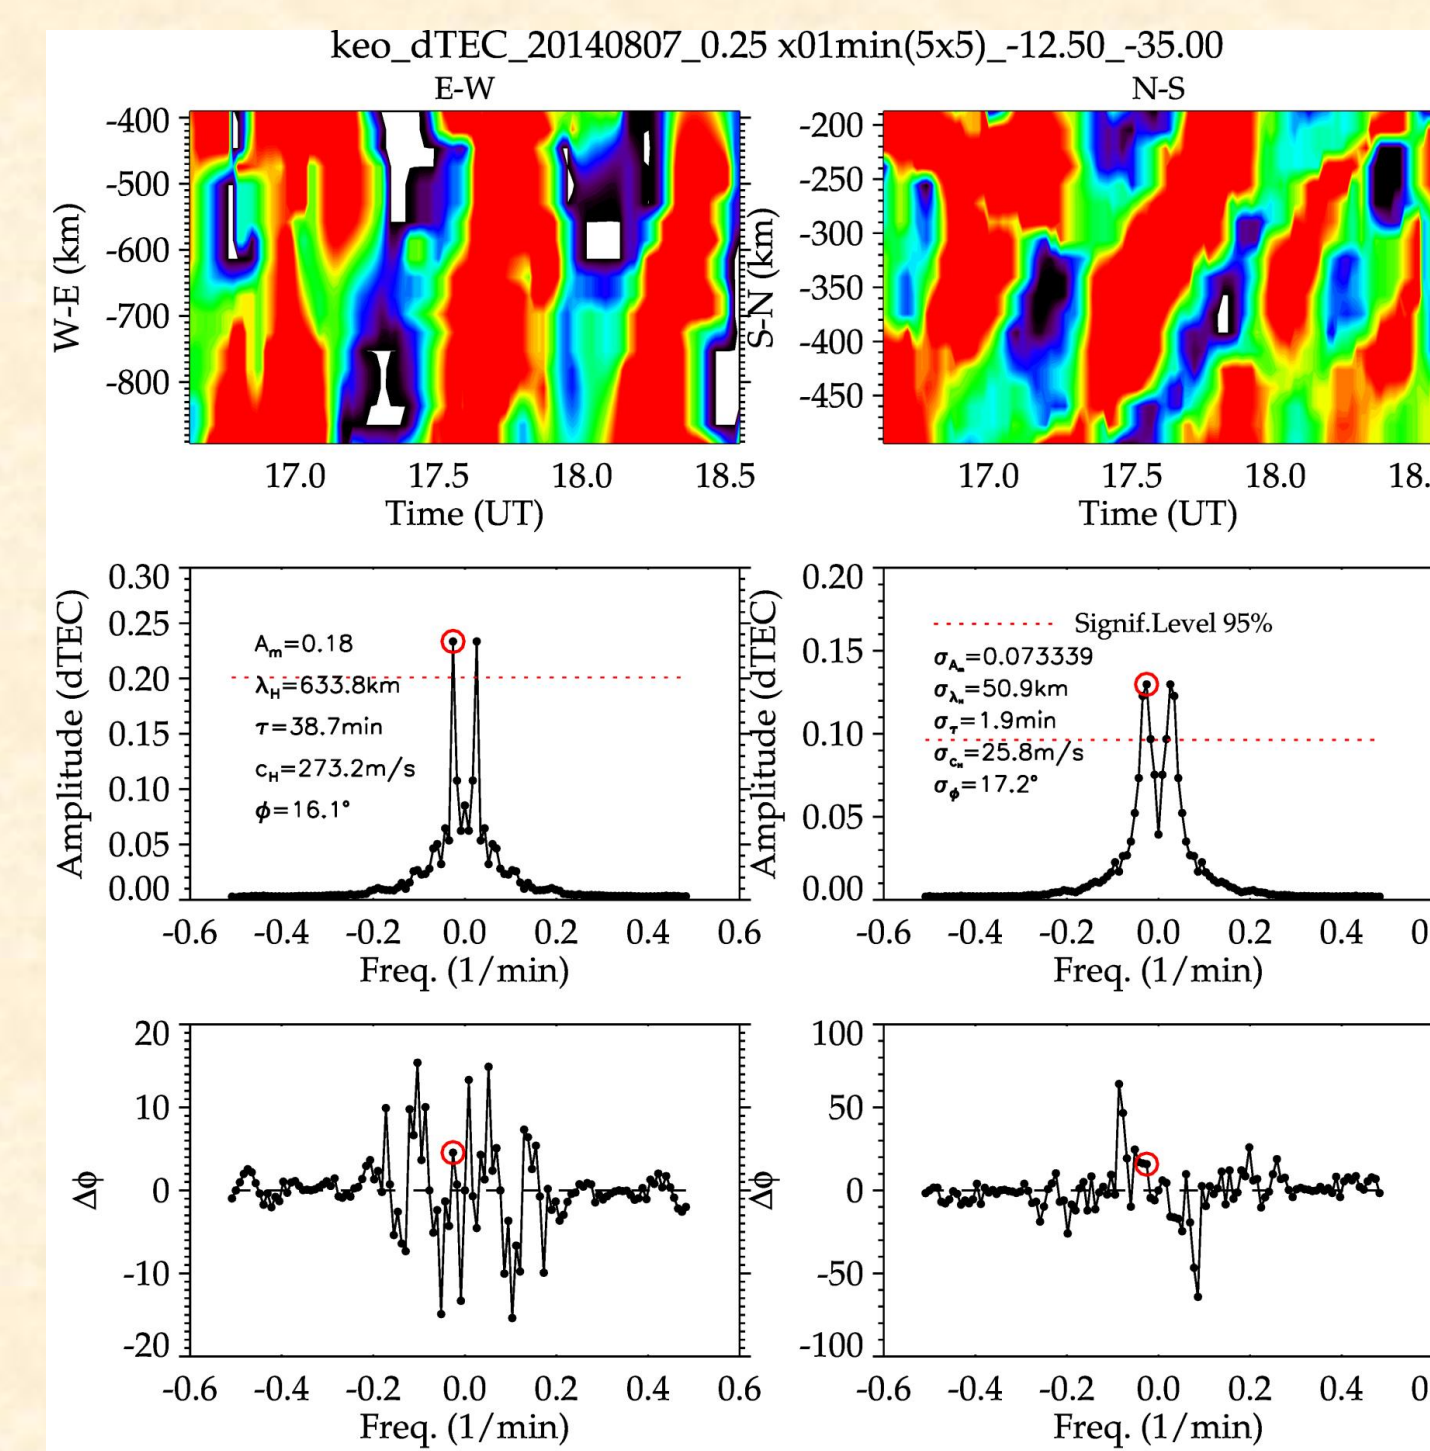 keo_dTEC_20140807_0.25 x01min(5x5)_-12.50_-35.00
E-W
N-S
W-E (km)
-400
-500
-600
-700
-800
17.0 17.5 18.0 18.5
Time (UT)
S-N (km)
-200
-250
-300
-350
-400
-450
17.0 17.5 18.0 18.
Time (UT)
Amplitude (dTEC)
0.30
0.25
0.20
0.15
0.10
0.05
0.00
Am=0.18
λH=633.8km
τ=38.7min
cH=273.2m/s
ϕ=16.1°
-0.6 -0.4 -0.2 0.0 0.2 0.4 0.6
Freq. (1/min)
Amplitude (dTEC)
0.20
0.15
0.10
0.05
0.00
Signif.Level 95%
σAm=0.073339
σλH=50.9km
στ=1.9min
σcH=25.8m/s
σϕ=17.2°
-0.6 -0.4 -0.2 0.0 0.2 0.4 0
Freq. (1/min)
Δϕ
20
10
0
-10
-20
-0.6 -0.4 -0.2 0.0 0.2 0.4 0.6
Freq. (1/min)
Δϕ
100
50
0
-50
-100
-0.6 -0.4 -0.2 0.0 0.2 0.4 0
Freq. (1/min)